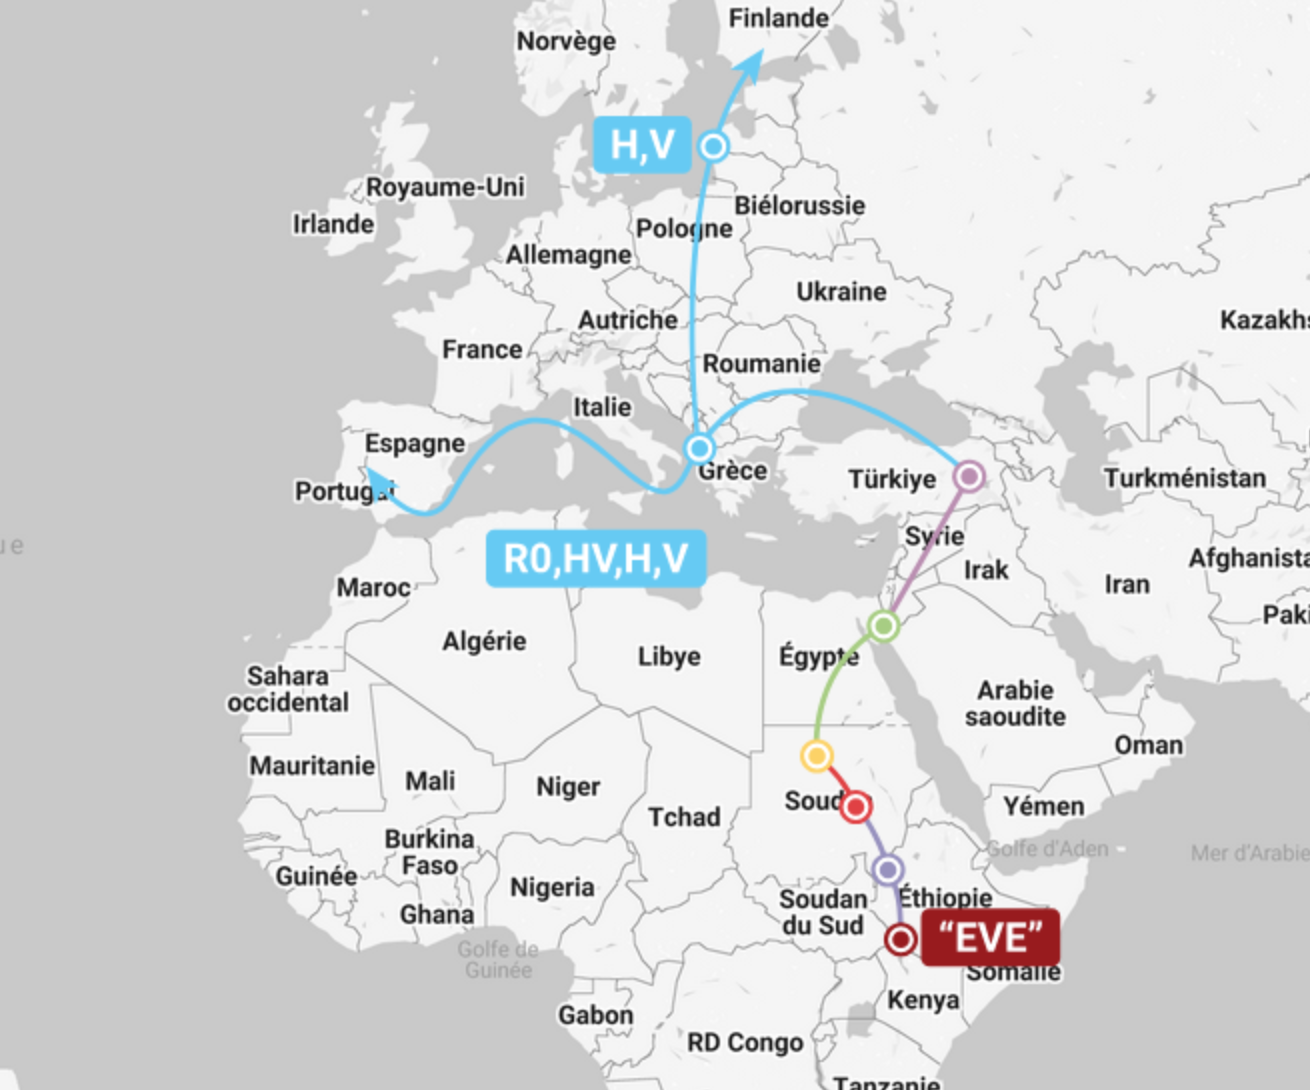 Finlande
Norvège
H,V
Royaume-Uni
Irlande
Biélorussie
Pologne
Allemagne
Ukraine
Autriche
Kazakhs
France
Roumanie
Italie
Espagne
Grèce
Türkiye
Turkménistan
Portugal
Syrie
ue
R0,HV,H,V
Irak
Afghanista
Maroc
Iran
Paki
Algérie
Libye
Égypte
Sahara
occidental
Arabie
saoudite
Oman
Mauritanie
Mali
Niger
Soud
Yémen
Tchad
Burkina
Faso
Golfe d'Aden
Mer d'Arabie
Guinée
Nigeria
Soudan
du Sud
Éthiopie
Ghana
“EVE”
Golfe de
Guinée
Somalie
Kenya
Gabon
RD Congo
Tanzanie